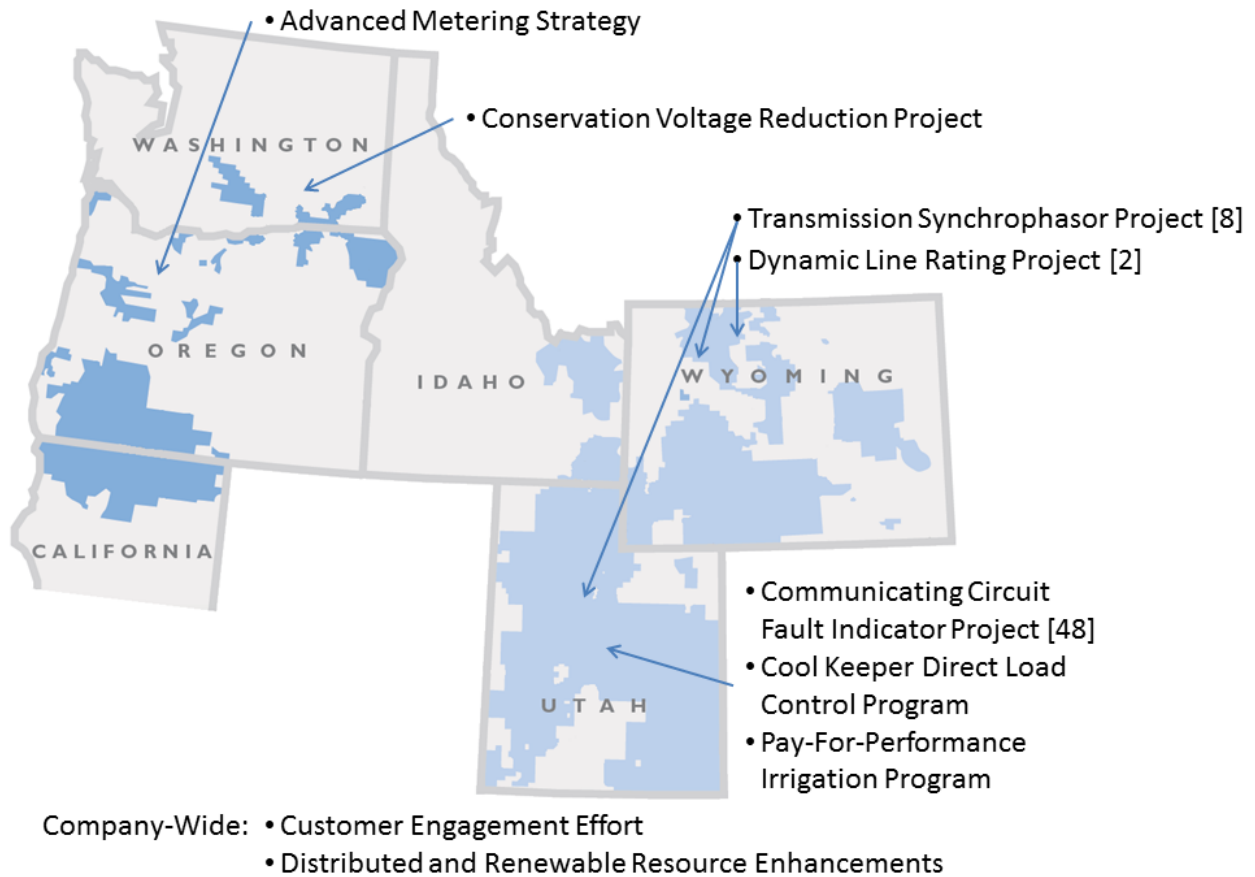 • Advanced Metering Strategy
• Conservation Voltage Reduction Project
WASHINGTON
• Transmission Synchrophasor Project [8]
• Dynamic Line Rating Project [2]
OREGON
IDAHO
WYOMING
CALIFORNIA
• Communicating Circuit
Fault Indicator Project [48]
• Cool Keeper Direct Load
Control Program
UTAH
• Pay-For-Performance
Irrigation Program
Company-Wide: • Customer Engagement Effort
• Distributed and Renewable Resource Enhancements